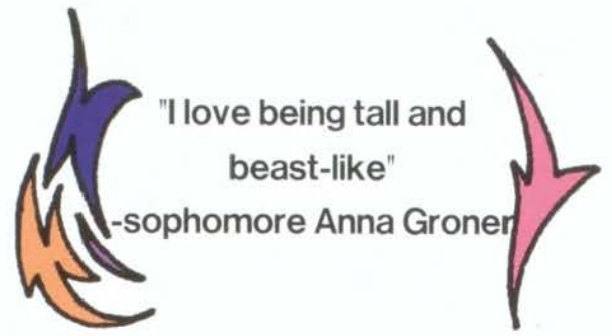 "I love being tall and
beast-like"
-sophomore Anna Groner